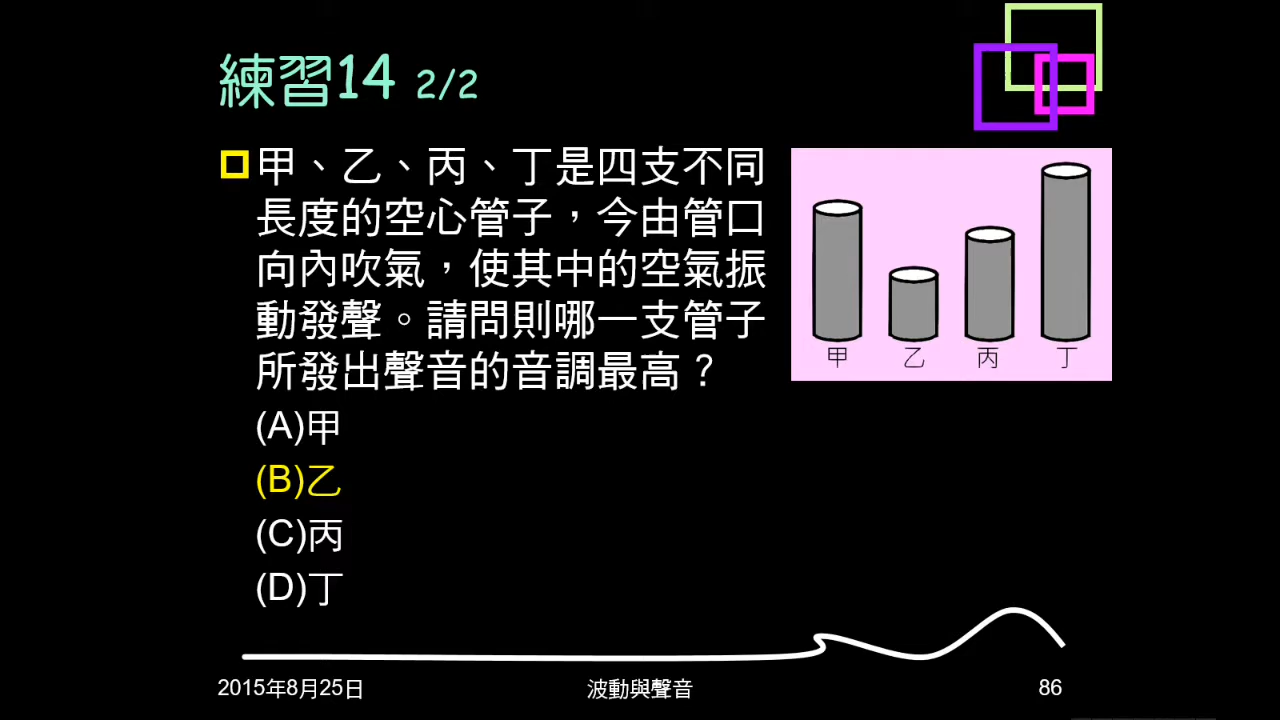 練習14 2/2
甲、乙、丙、丁是四支不同
長度的空心管子，今由管口
向內吹氣，使其中的空氣振
動發聲。請問則哪一支管子
所發出聲音的音調最高？
(A)甲
(B)乙
(C)丙
(D)丁
甲 乙 丙 丁
2015年8月25日 波動與聲音 86